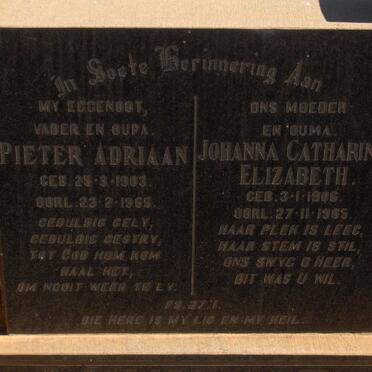 In Soete Herinnering Aan
MY EGGENOOT,
VADER EN OUPA.
PIETER ADRIAAN
GEB. 25-3-1903.
OORL. 23-2-1965.
GEDULDIG GELY,
GEDULDIG GESTRY,
TOT GOD HOM KOM
HAAL HET,
OM NOOIT WEER TE LY.
ONS MOEDER
EN OUMA.
JOHANNA CATHARIN
ELIZABETH.
GEB. 3-1-1906.
OORL. 27-11-1985.
HAAR PLEK IS LEEG,
HAAR STEM IS STIL,
ONS SWYG O HEER,
DIT WAS U WIL.
PS. 27.1.
DIE HERE IS MY LIG EN MY HEIL.